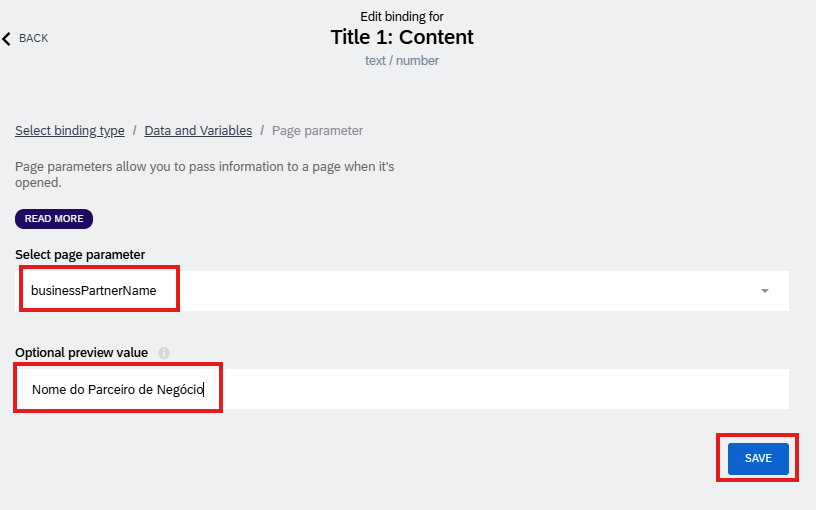 Edit binding for
BACK
Title 1: Content
text / number
Select binding type / Data and Variables / Page parameter
Page parameters allow you to pass information to a page when it's
opened.
READ MORE
Select page parameter
businessPartnerName
Optional preview value
Nome do Parceiro de Negócio
SAVE